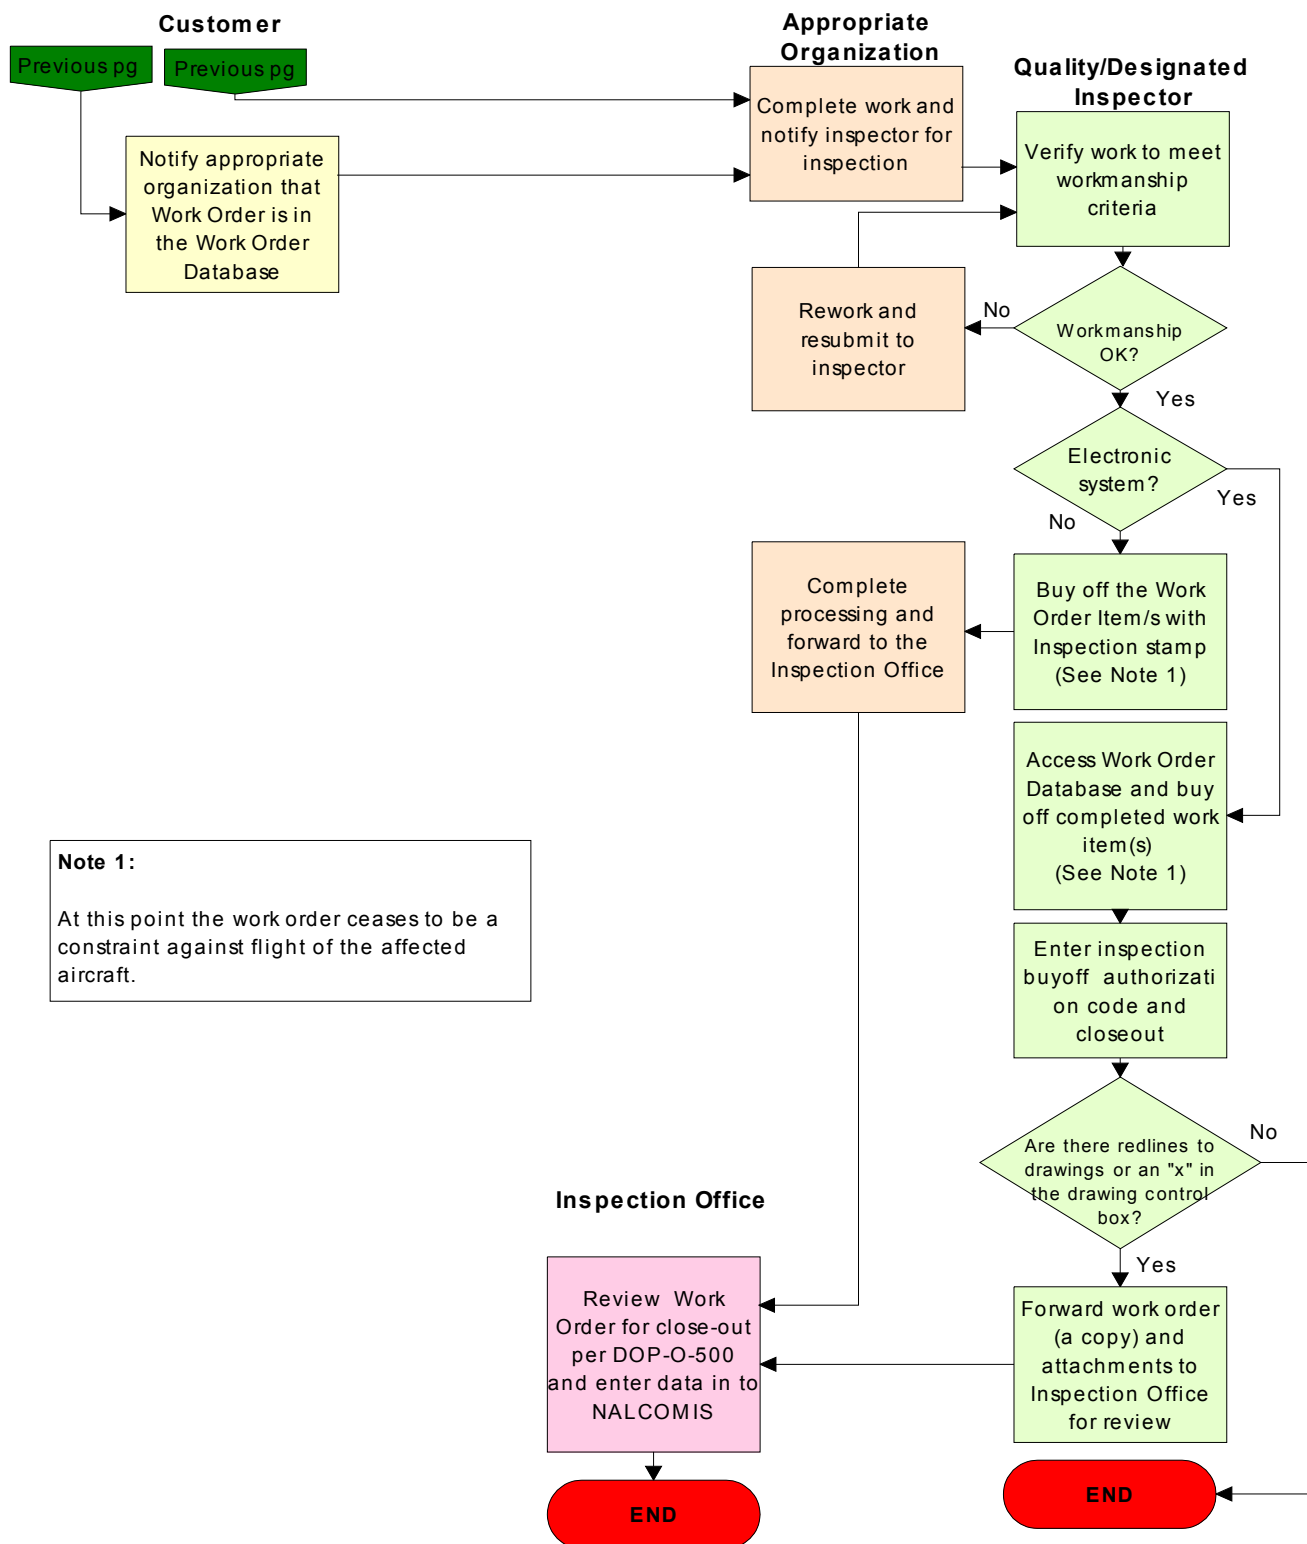 Customer
Previous pg
Previous pg
Appropriate
Organization
Quality/Designated
Inspector
Notify appropriate
organization that
Work Order is in
the Work Order
Database
Complete work and
notify inspector for
inspection
Verify work to meet
workmanship
criteria
Rework and
resubmit to
inspector
No
Workmanship
OK?
Yes
Electronic
system?
Yes
No
Complete
processing and
forward to the
Inspection Office
Buy off the Work
Order Item/s with
Inspection stamp
(See Note 1)
Access Work Order
Database and buy
off completed work
item(s)
(See Note 1)
Note 1:
At this point the work order ceases to be a
constraint against flight of the affected
aircraft.
Enter inspection
buyoff authorizati
on code and
closeout
Are there redlines to
drawings or an "x" in
the drawing control
box?
No
Yes
Inspection Office
Review Work
Order for close-out
per DOP-O-500
and enter data in to
NALCOMIS
Forward work order
(a copy) and
attachments to
Inspection Office
for review
END
END